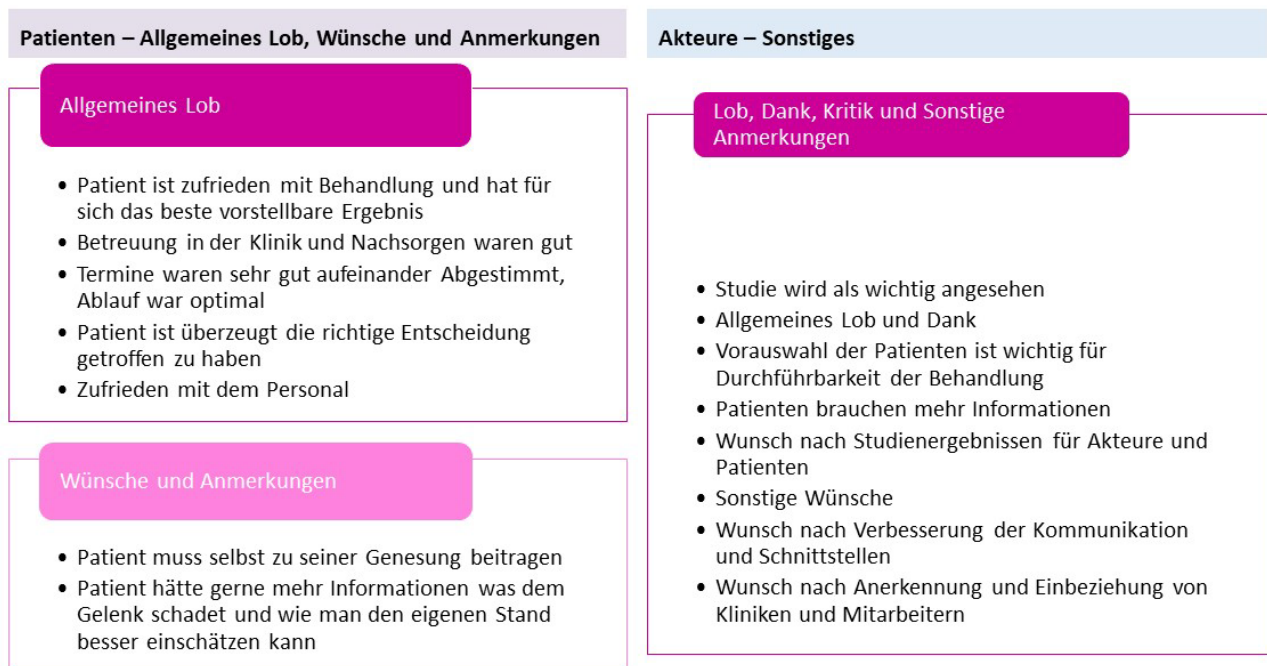 Patienten – Allgemeines Lob, Wünsche und Anmerkungen
Allgemeines Lob
• Patient ist zufrieden mit Behandlung und hat für
sich das beste vorstellbare Ergebnis
• Betreuung in der Klinik und Nachsorgen waren gut
• Termine waren sehr gut aufeinander Abgestimmt,
Ablauf war optimal
• Patient ist überzeugt die richtige Entscheidung
getroffen zu haben
• Zufrieden mit dem Personal
Wünsche und Anmerkungen
• Patient muss selbst zu seiner Genesung beitragen
• Patient hätte gerne mehr Informationen was dem
Gelenk schadet und wie man den eigenen Stand
besser einschätzen kann
Akteure – Sonstiges
Lob, Dank, Kritik und Sonstige
Anmerkungen
• Studie wird als wichtig angesehen
• Allgemeines Lob und Dank
• Vorauswahl der Patienten ist wichtig für
Durchführbarkeit der Behandlung
• Patienten brauchen mehr Informationen
• Wunsch nach Studienergebnissen für Akteure und
Patienten
• Sonstige Wünsche
• Wunsch nach Verbesserung der Kommunikation
und Schnittstellen
• Wunsch nach Anerkennung und Einbeziehung von
Kliniken und Mitarbeitern